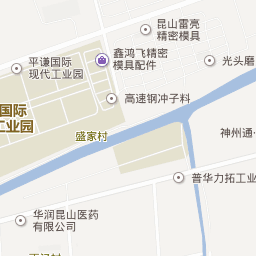 昆山雷亮
精密模具
平谦国际
现代工业园
鑫鸿飞精密
模具配件
光头磨
高速钢冲子料
国际
工业园
盛家村
神州通·
普华力拓工业
华润昆山医药
有限公司